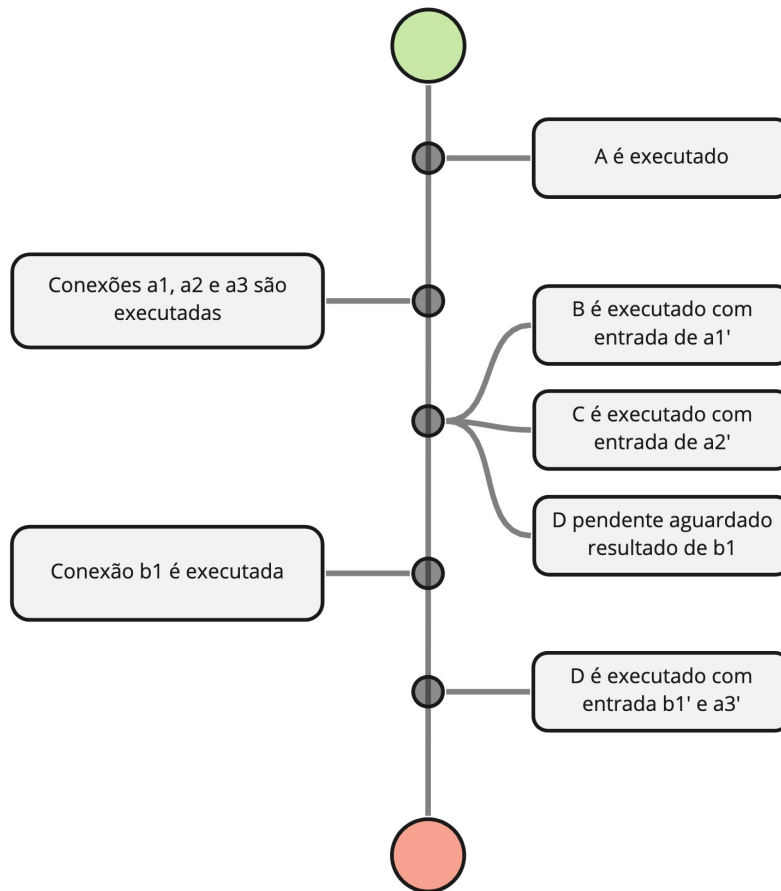 A é executado
Conexões a1, a2 e a3 são
executadas
B é executado com
entrada de a1'
C é executado com
entrada de a2'
D pendente aguardado
resultado de b1
Conexão b1 é executada
D é executado com
entrada b1' e a3'